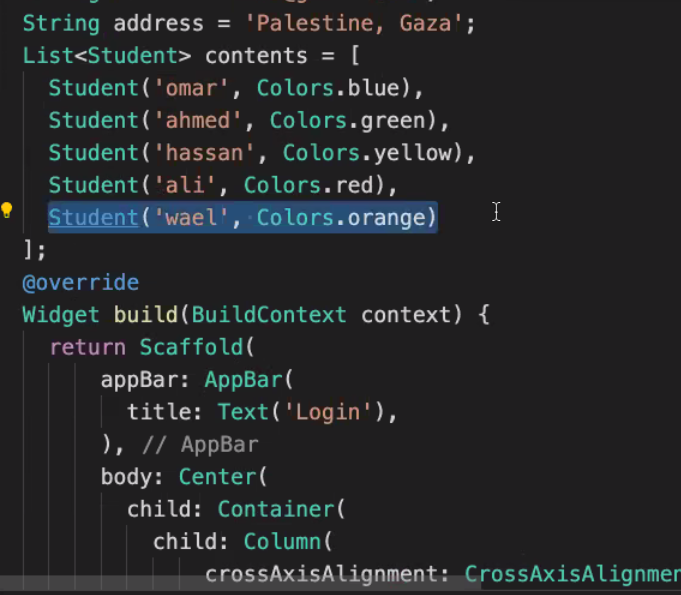 String address = 'Palestine, Gaza';
List<Student> contents = [
Student('omar', Colors.blue),
Student('ahmed', Colors.green),
Student('hassan', Colors.yellow),
Student('ali', Colors.red),
Student('wael', Colors.orange)
];
@override
Widget build(BuildContext context) {
return Scaffold(
appBar: AppBar(
title: Text('Login'),
), // AppBar
body: Center(
child: Container(
child: Column(
crossAxisAlignment: CrossAxisAlignmen